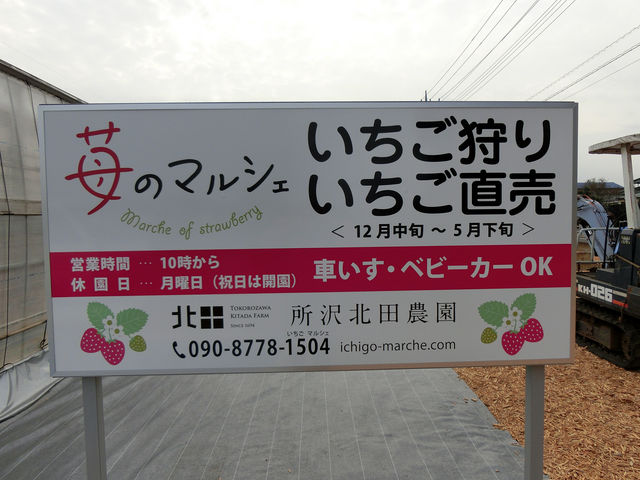 苺のマルシェ
Marche of strawberry
いちご狩り
いちご直売
＜ 12月中旬 ～ 5月下旬 ＞
営業時間 … 10時から
休園日 … 月曜日（祝日は開園）
車いす・ベビーカー OK
北田
TOKOROZAWA
KITADA FARM
SINCE 1694
所沢北田農園
090-8778-1504
いちご マルシェ
ichigo-marche.com
KH-026